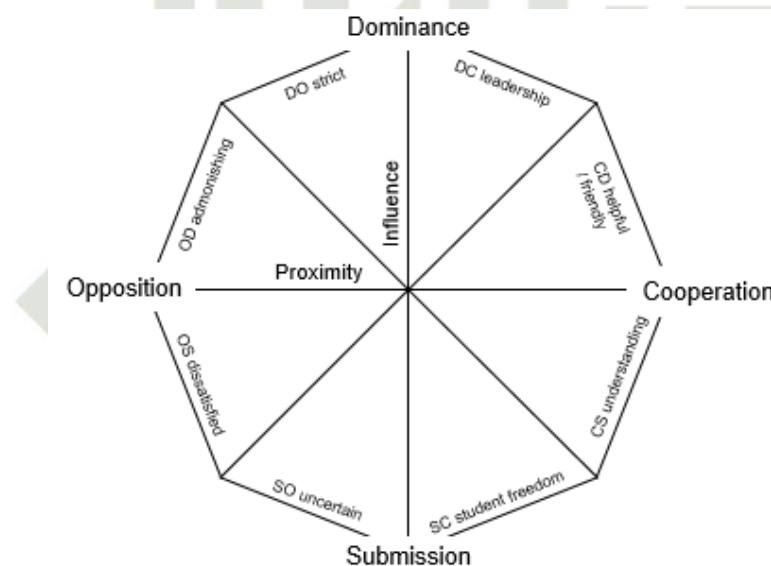 Dominance
DO strict
DC leadership
OD admonishing
Influence
CD helpful
/ friendly
Proximity
Opposition
Cooperation
OS dissatisfied
CS understanding
SO uncertain
SC student freedom
Submission